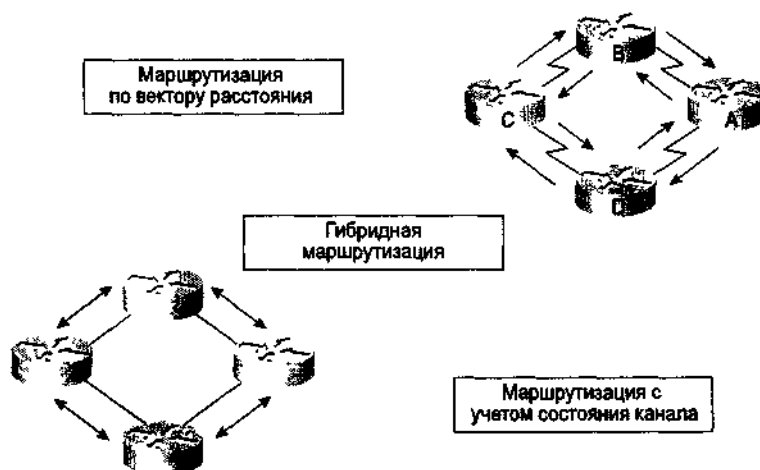 Маршрутизация
по вектору расстояния
B
C
A
D
Гибридная
маршрутизация
Маршрутизация с
учетом состояния канала